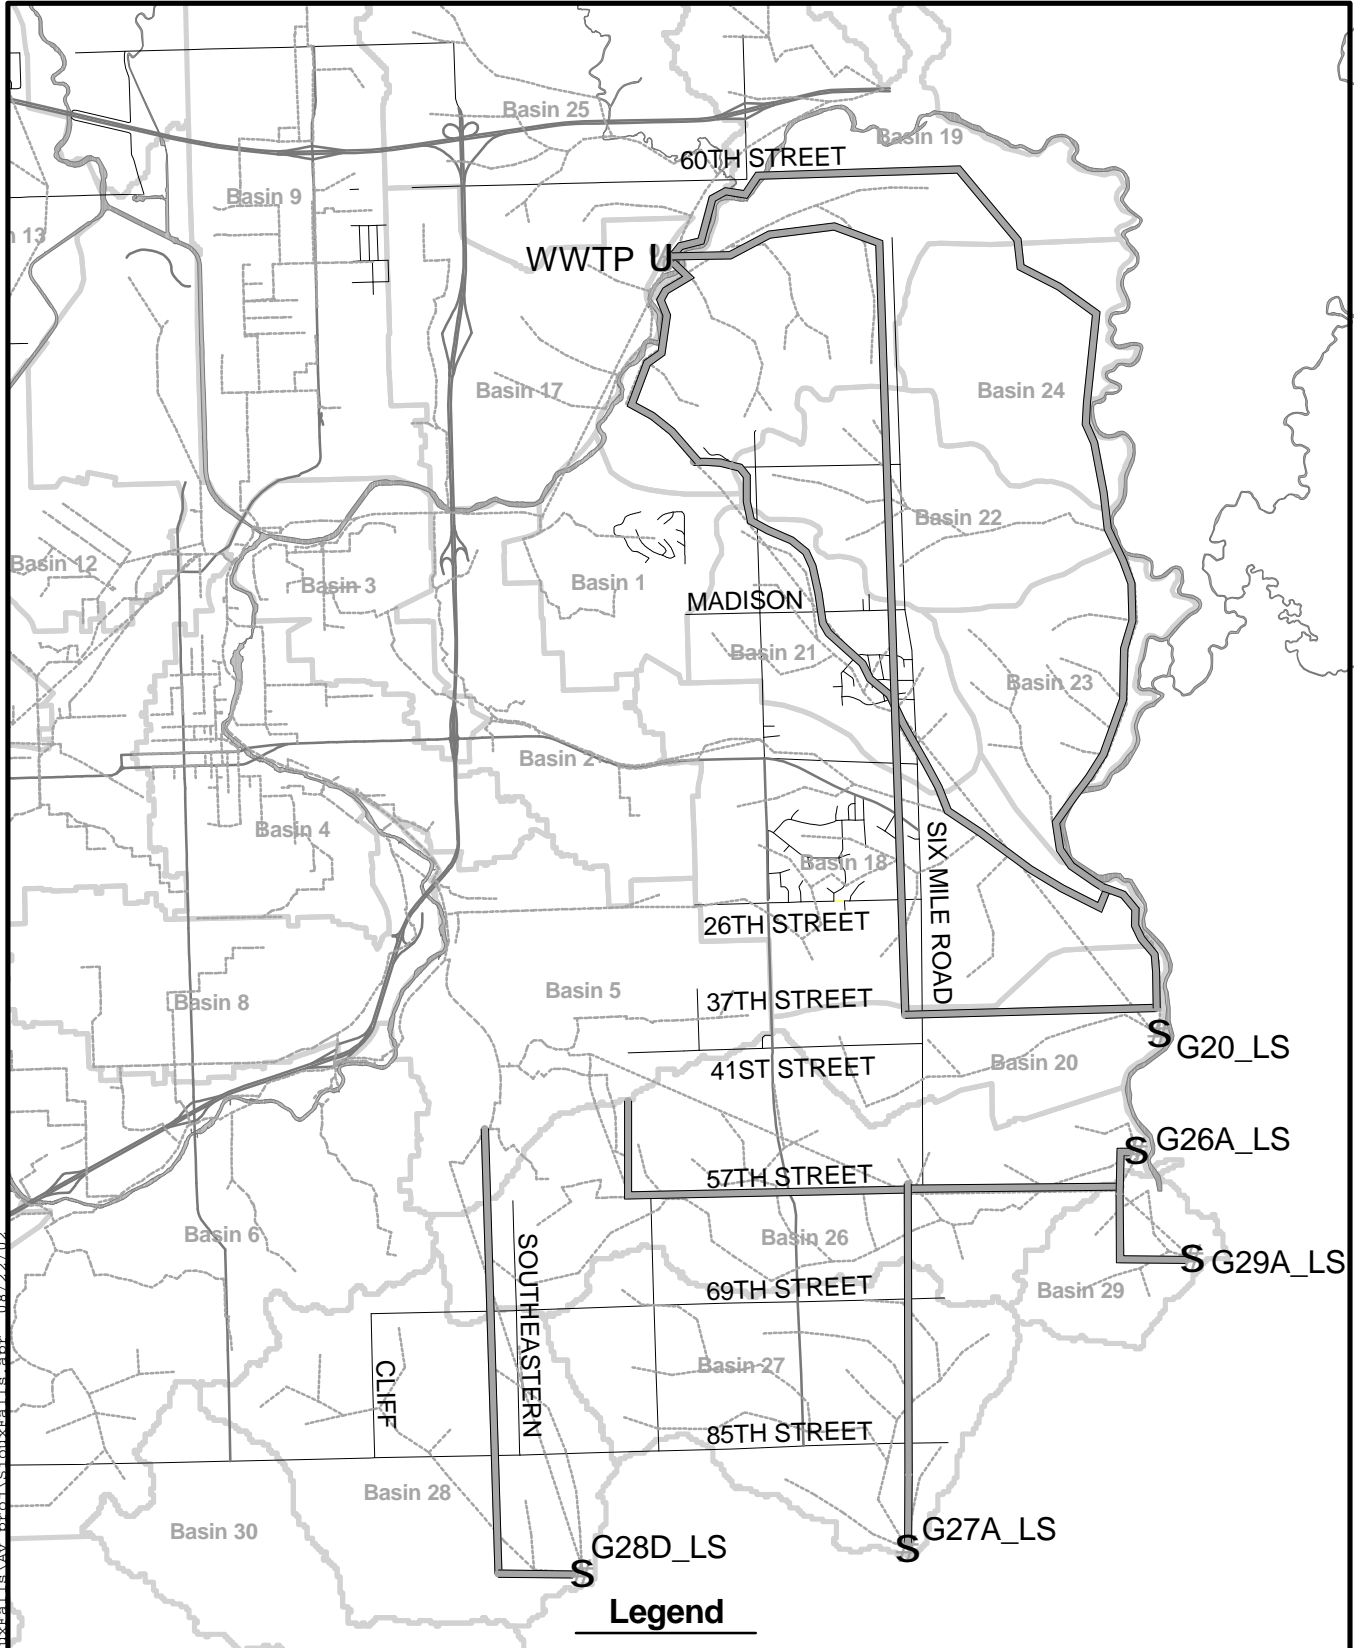 Basin 25
Basin 19
60TH STREET
Basin 9
13
WWTP U
Basin 17
Basin 24
Basin 22
Basin 12
Basin 3
Basin 1
MADISON
Basin 21
Basin 23
Basin 2
Basin 4
Basin 18
SIX MILE ROAD
26TH STREET
Basin 5
37TH STREET
Basin 8
S G20_LS
41ST STREET
Basin 20
S G26A_LS
57TH STREET
Basin 6
Basin 26
SOUTHEASTERN
S G29A_LS
69TH STREET
Basin 29
Basin 27
CLIFF
85TH STREET
Basin 28
Basin 30
S G27A_LS
S G28D_LS
Legend